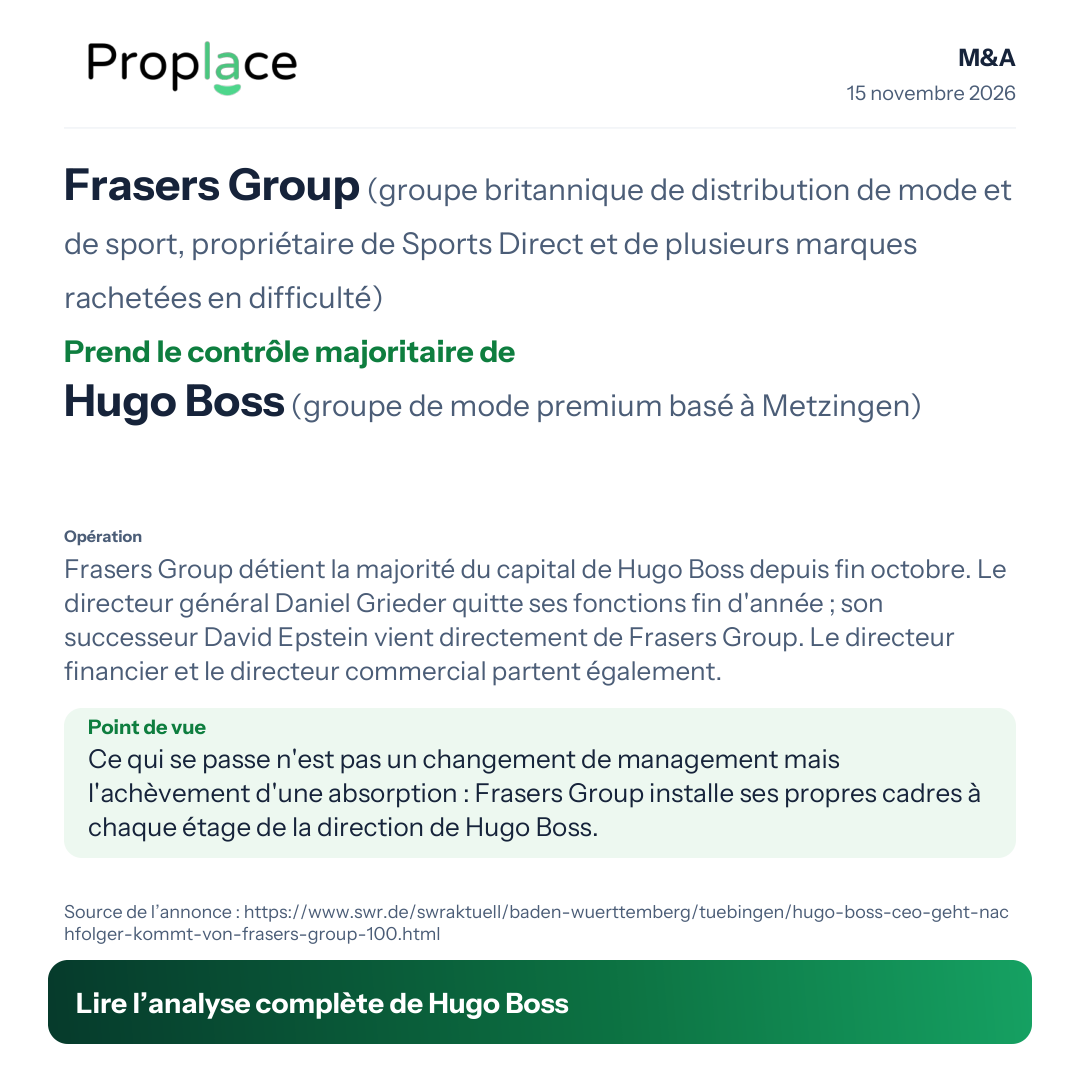 Proplace
M&A
15 novembre 2026
Frasers Group (groupe britannique de distribution de mode et
de sport, propriétaire de Sports Direct et de plusieurs marques
rachetées en difficulté)
Prend le contrôle majoritaire de
Hugo Boss (groupe de mode premium basé à Metzingen)
Opération
Frasers Group détient la majorité du capital de Hugo Boss depuis fin octobre. Le
directeur général Daniel Grieder quitte ses fonctions fin d'année ; son
successeur David Epstein vient directement de Frasers Group. Le directeur
financier et le directeur commercial partent également.
Point de vue
Ce qui se passe n'est pas un changement de management mais
l'achèvement d'une absorption : Frasers Group installe ses propres cadres à
chaque étage de la direction de Hugo Boss.
Source de l’annonce : https://www.swr.de/swraktuell/baden-wuerttemberg/tuebingen/hugo-boss-ceo-geht-nac
hfolger-kommt-von-frasers-group-100.html
Lire l’analyse complète de Hugo Boss